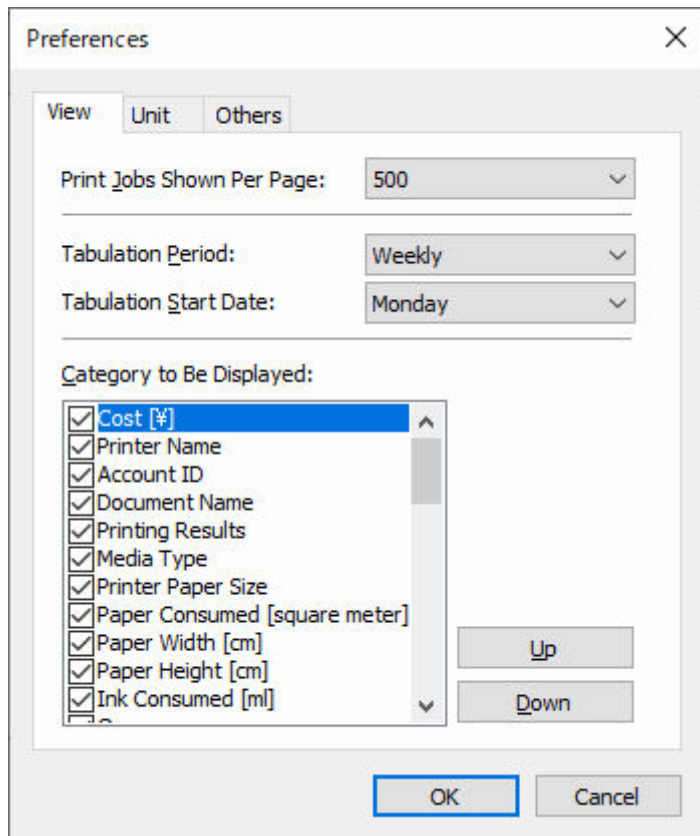 Preferences
View Unit Others
Print Jobs Shown Per Page: 500
Tabulation Period: Weekly
Tabulation Start Date: Monday
Category to Be Displayed:
Cost [¥]
Printer Name
Account ID
Document Name
Printing Results
Media Type
Printer Paper Size
Paper Consumed [square meter]
Paper Width [cm]
Paper Height [cm]
Ink Consumed [ml]
Up
Down
OK Cancel